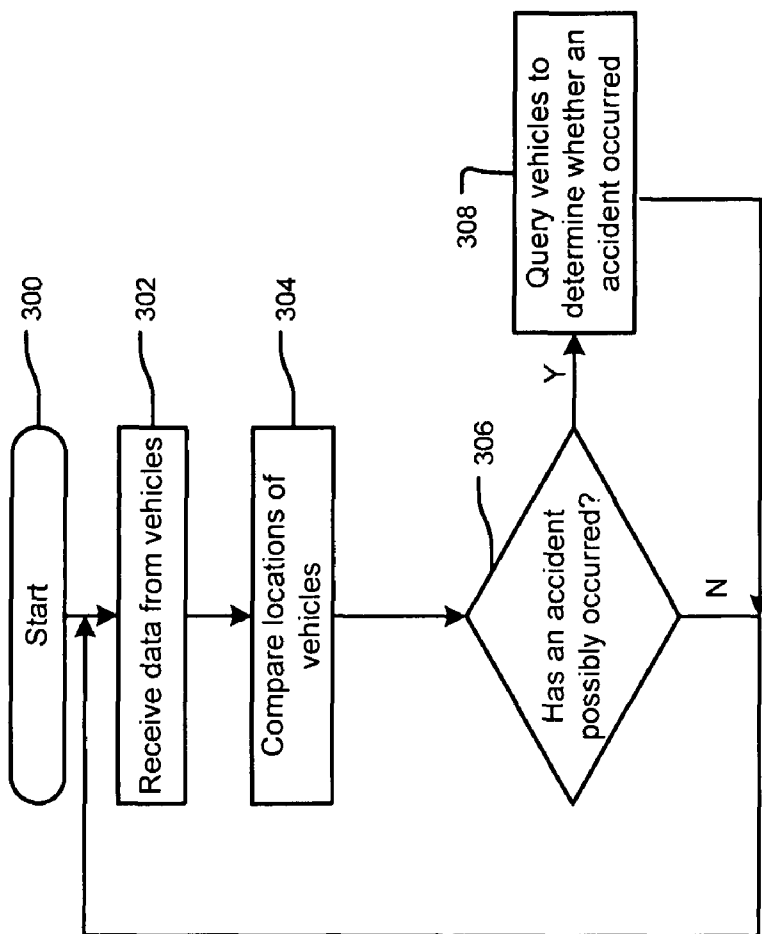 Start
300
Receive data from vehicles
302
Compare locations of
vehicles
304
Has an accident
possibly occurred?
306
Y
N
Query vehicles to
determine whether an
accident occurred
308